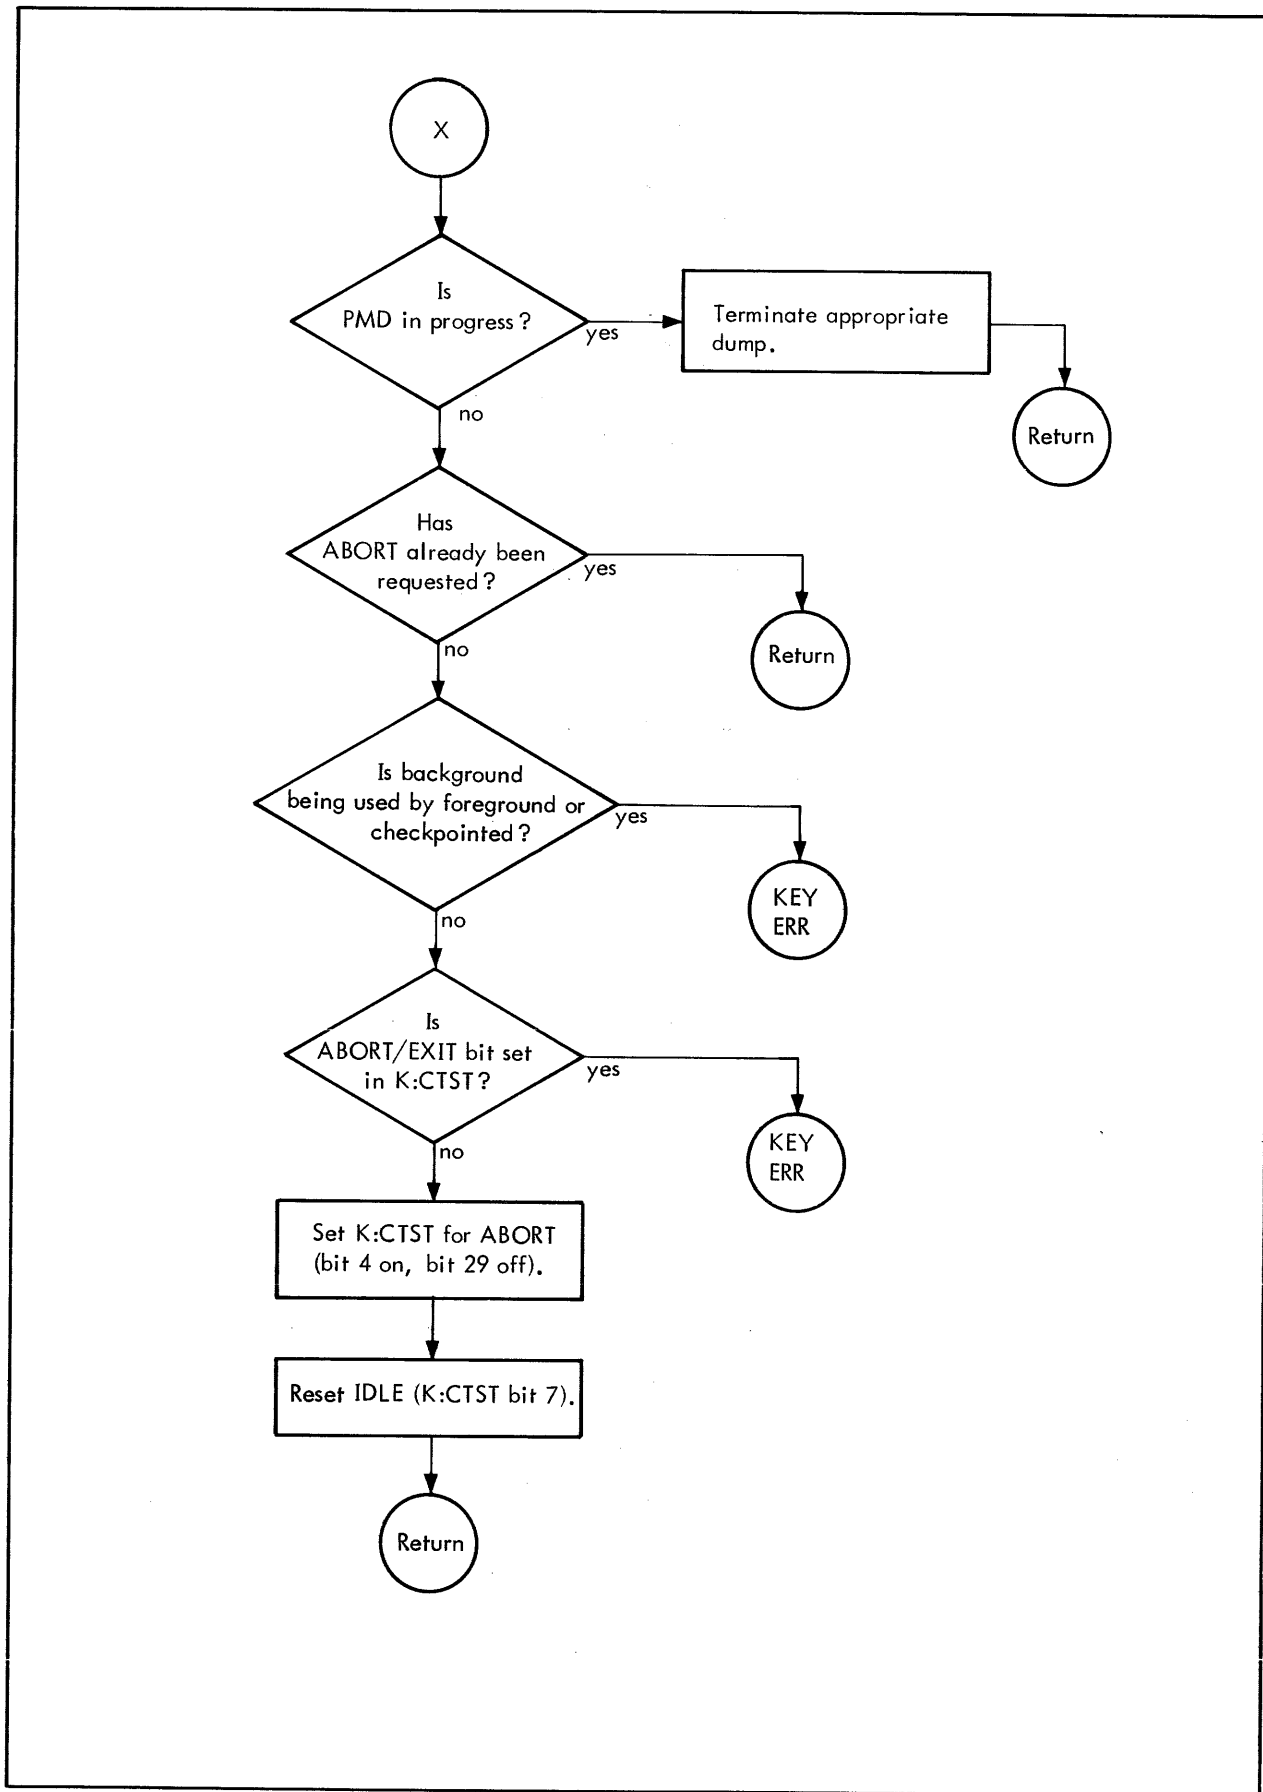 X
Is
PMD in progress?
yes
Terminate appropriate
dump.
Return
no
Has
ABORT already been
requested?
yes
Return
no
Is background
being used by foreground or
checkpointed?
yes
KEY
ERR
no
Is
ABORT/EXIT bit set
in K:CTST?
yes
KEY
ERR
no
Set K:CTST for ABORT
(bit 4 on, bit 29 off).
Reset IDLE (K:CTST bit 7).
Return